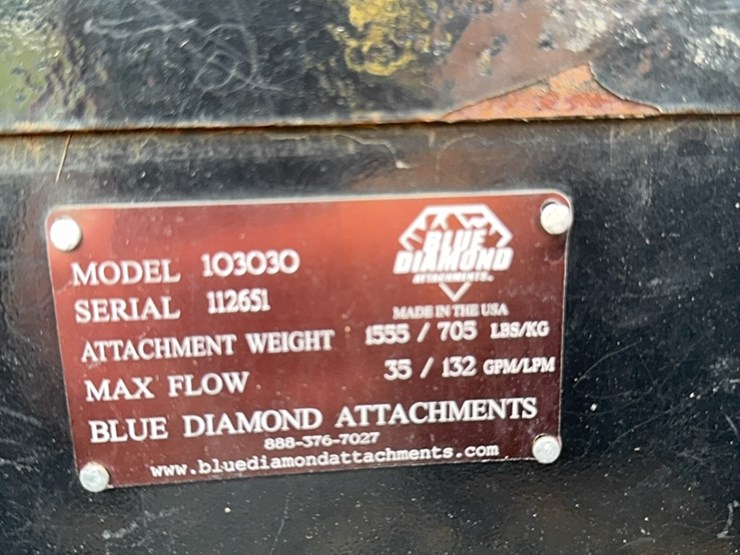 MODEL 103030
SERIAL 112651
BLUE
DIAMOND
ATTACHMENTS
MADE IN THE USA
ATTACHMENT WEIGHT 1555 / 705 LBS/KG
MAX FLOW 35 / 132 GPM/LPM
BLUE DIAMOND ATTACHMENTS
888-376-7027
www.bluediamondattachments.com